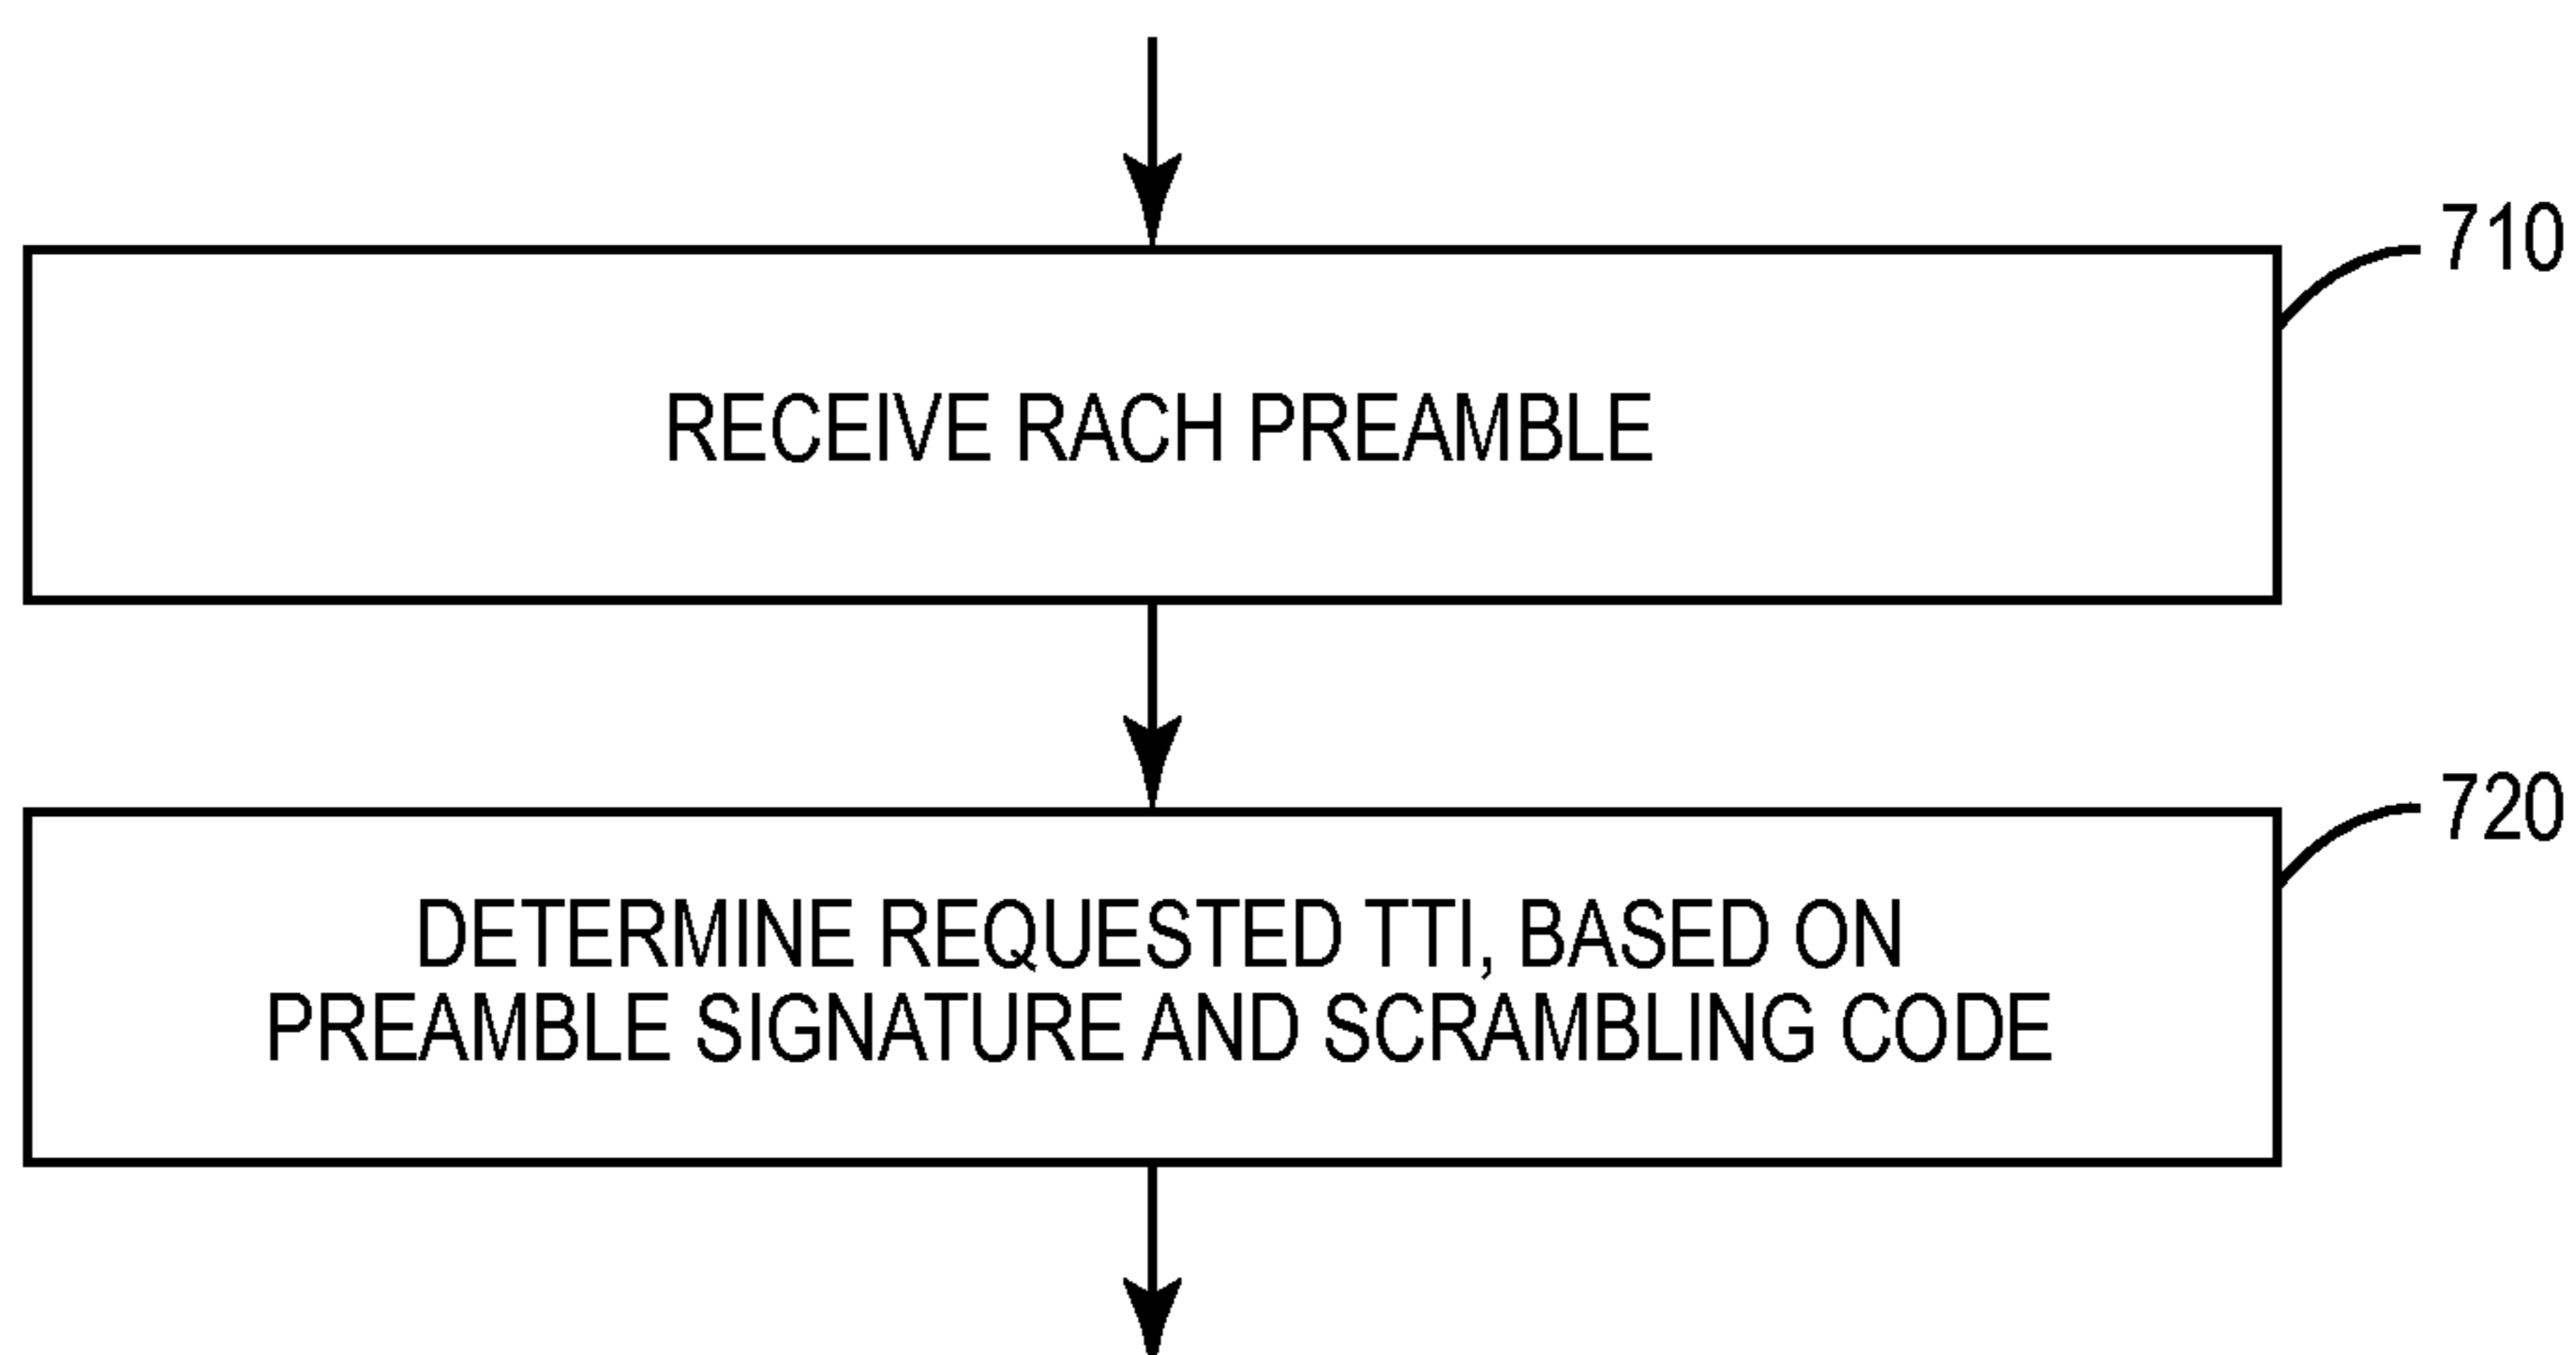 710
RECEIVE RACH PREAMBLE
720
DETERMINE REQUESTED TTI, BASED ON
PREAMBLE SIGNATURE AND SCRAMBLING CODE